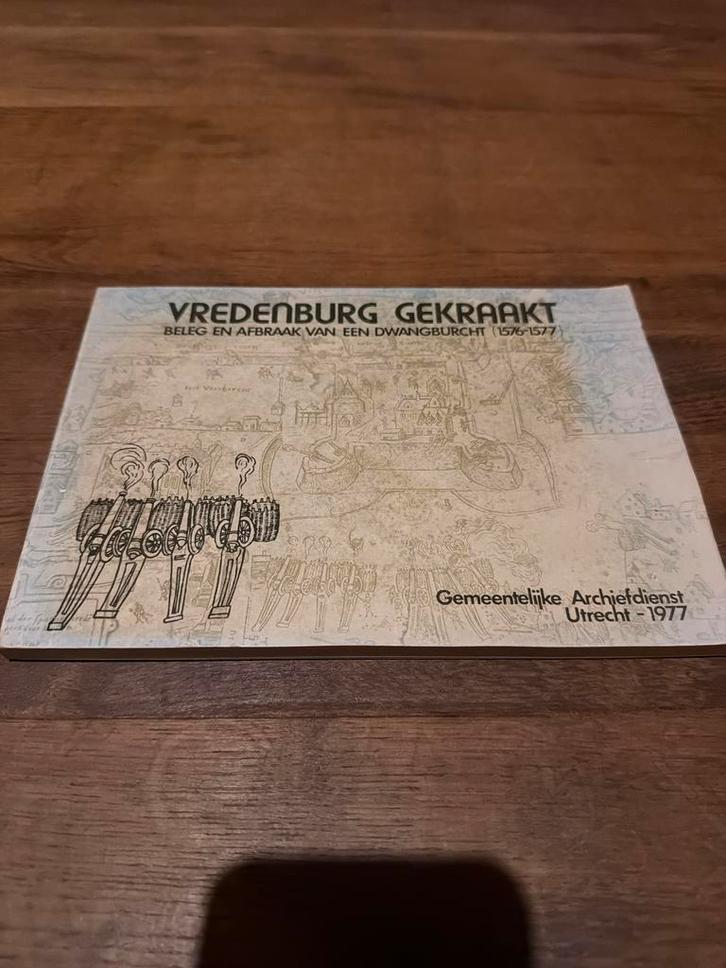 VREDENBURG GEKRAAKT
BELEG EN AFBRAAK VAN EEN DWANGBURCHT (1576-1577)
Gemeentelijke Archiefdienst
Utrecht - 1977